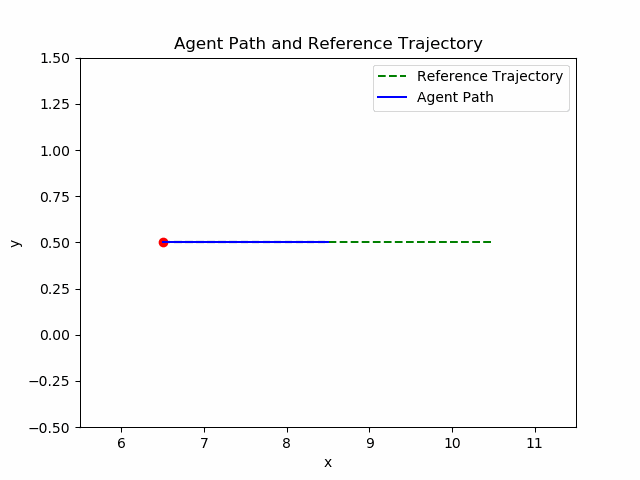 Agent Path and Reference Trajectory
1.50
1.25
1.00
0.75
0.50
0.25
0.00
−0.25
−0.50
y
Reference Trajectory
Agent Path
6 7 8 9 10 11
x